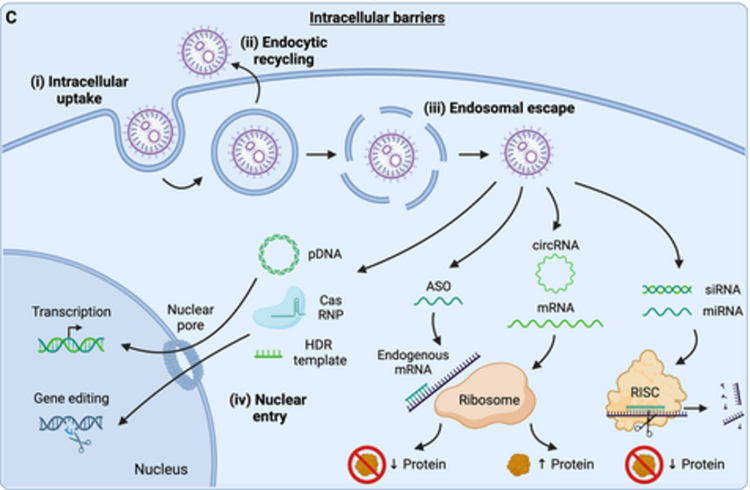 C
Intracellular barriers
(i) Intracellular
uptake
(ii) Endocytic
recycling
(iii) Endosomal escape
pDNA
Cas
RNP
HDR
template
(iv) Nuclear
entry
Transcription
Nuclear
pore
Gene editing
Nucleus
ASO
Endogenous
mRNA
circRNA
mRNA
Ribosome
siRNA
miRNA
RISC
↓ Protein
↑ Protein
↓ Protein